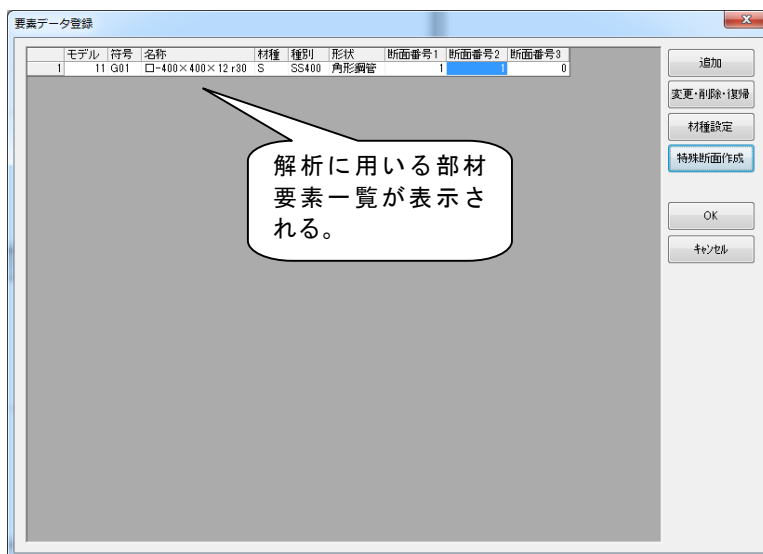 要素データ登録
モデル 符号 名称 材種 種別 形状 断面番号1 断面番号2 断面番号3
1 11 G01 □-400×400×12 r30 S SS400 角形鋼管 1 1 0
追加
変更・削除・復帰
材種設定
特殊断面作成
OK
キャンセル
解析に用いる部材
要素一覧が表示さ
れる。